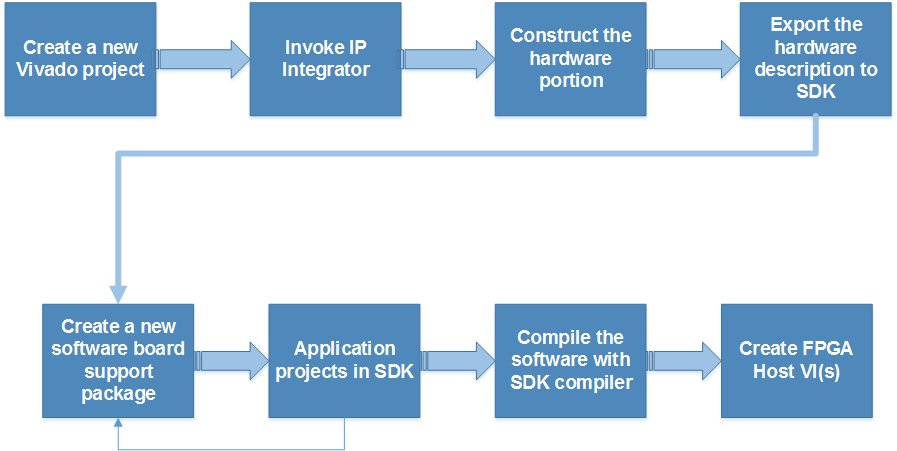 Create a new
Vivado project
Invoke IP
Integrator
Construct the
hardware
portion
Export the
hardware
description to
SDK
Create a new
software board
support
package
Application
projects in SDK
Compile the
software with
SDK compiler
Create FPGA
Host VI(s)